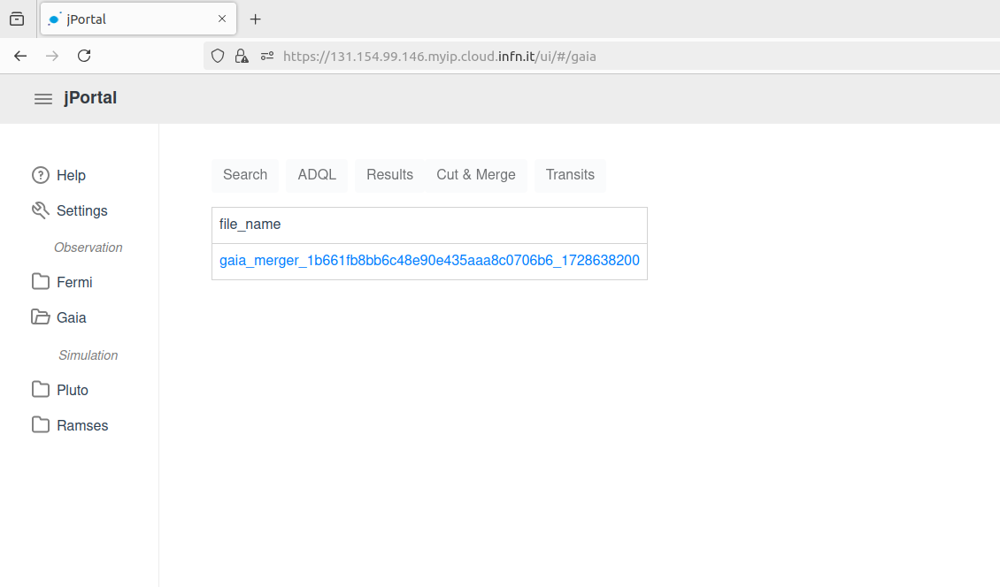 jPortal
https://131.154.99.146.myip.cloud.infn.it/ui/#/gaia
jPortal
Help
Settings
Observation
Fermi
Gaia
Simulation
Pluto
Ramses
Search ADQL Results Cut & Merge Transits
file_name
gaia_merger_1b661fb8bb6c48e90e435aaa8c0706b6_1728638200